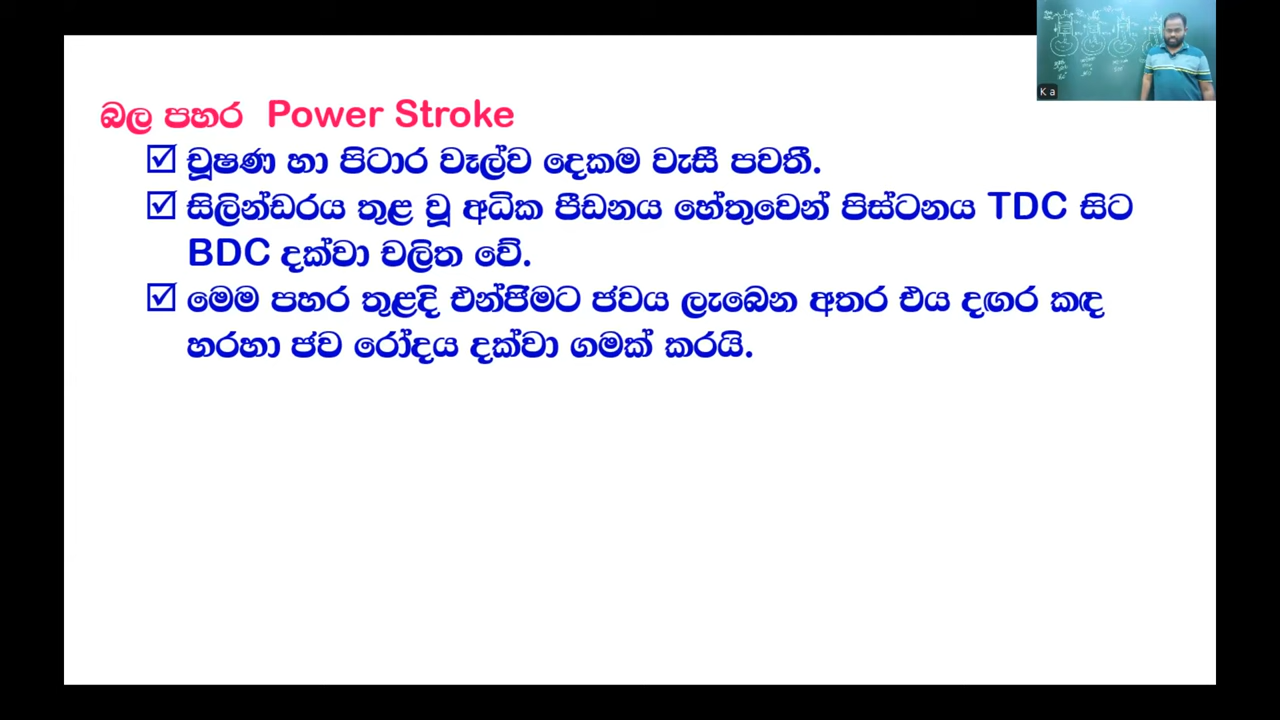 බල පහර Power Stroke
☑ චූෂණ හා පිටාර වෑල්ව දෙකම වැසී පවතී.
☑ සිලින්ඩරය තුළ වූ අධික පීඩනය හේතුවෙන් පිස්ටනය TDC සිට
BDC දක්වා චලිත වේ.
☑ මෙම පහර තුළදි එන්ජිමට ජවය ලැබෙන අතර එය දඟර කඳ
හරහා ජව රෝදය දක්වා ගමක් කරයි.
K a